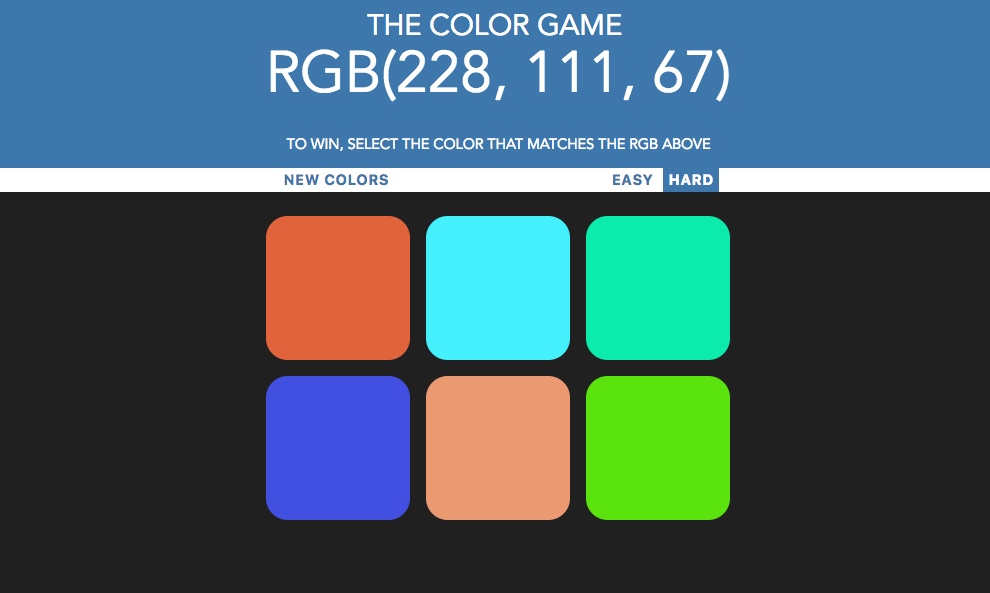 THE COLOR GAME
RGB(228, 111, 67)
TO WIN, SELECT THE COLOR THAT MATCHES THE RGB ABOVE
NEW COLORS EASY HARD